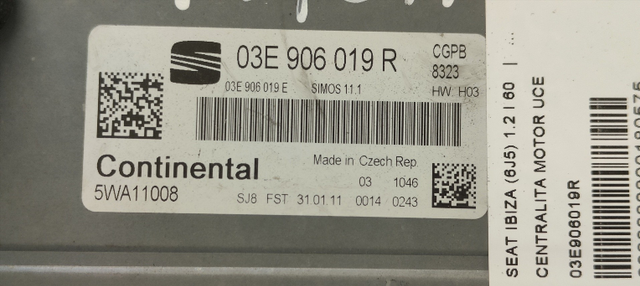 03E 906 019 R
CGPB
8323
03E 906 019 E SIMOS 11.1
HW H03
Continental
5WA11008
Made in Czech Rep.
03 1046
SJ8 FST 31.01.11 0014 0243
SEAT IBIZA (6J5) 1.2 | 60 | ...
CENTRALITA MOTOR UCE
03E906019R